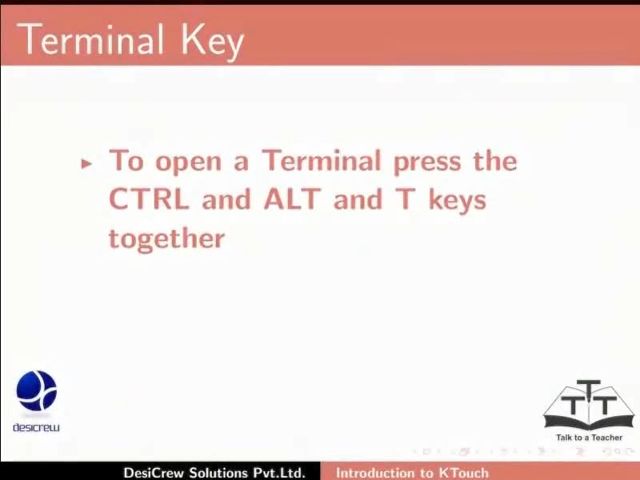 Terminal Key
To open a Terminal press the
CTRL and ALT and T keys
together
desicrew
T
T T
Talk to a Teacher
DesiCrew Solutions Pvt.Ltd.
Introduction to KTouch